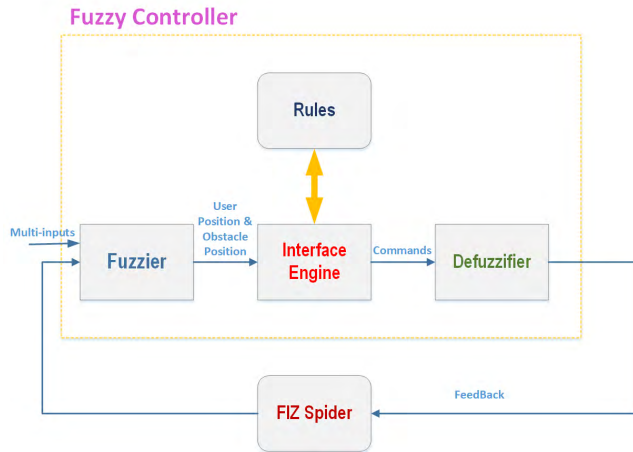 Fuzzy Controller
Rules
User
Position &
Obstacle
Position
Multi-inputs
Fuzzier
Interface
Engine
Commands
Defuzzifier
FIZ Spider
FeedBack